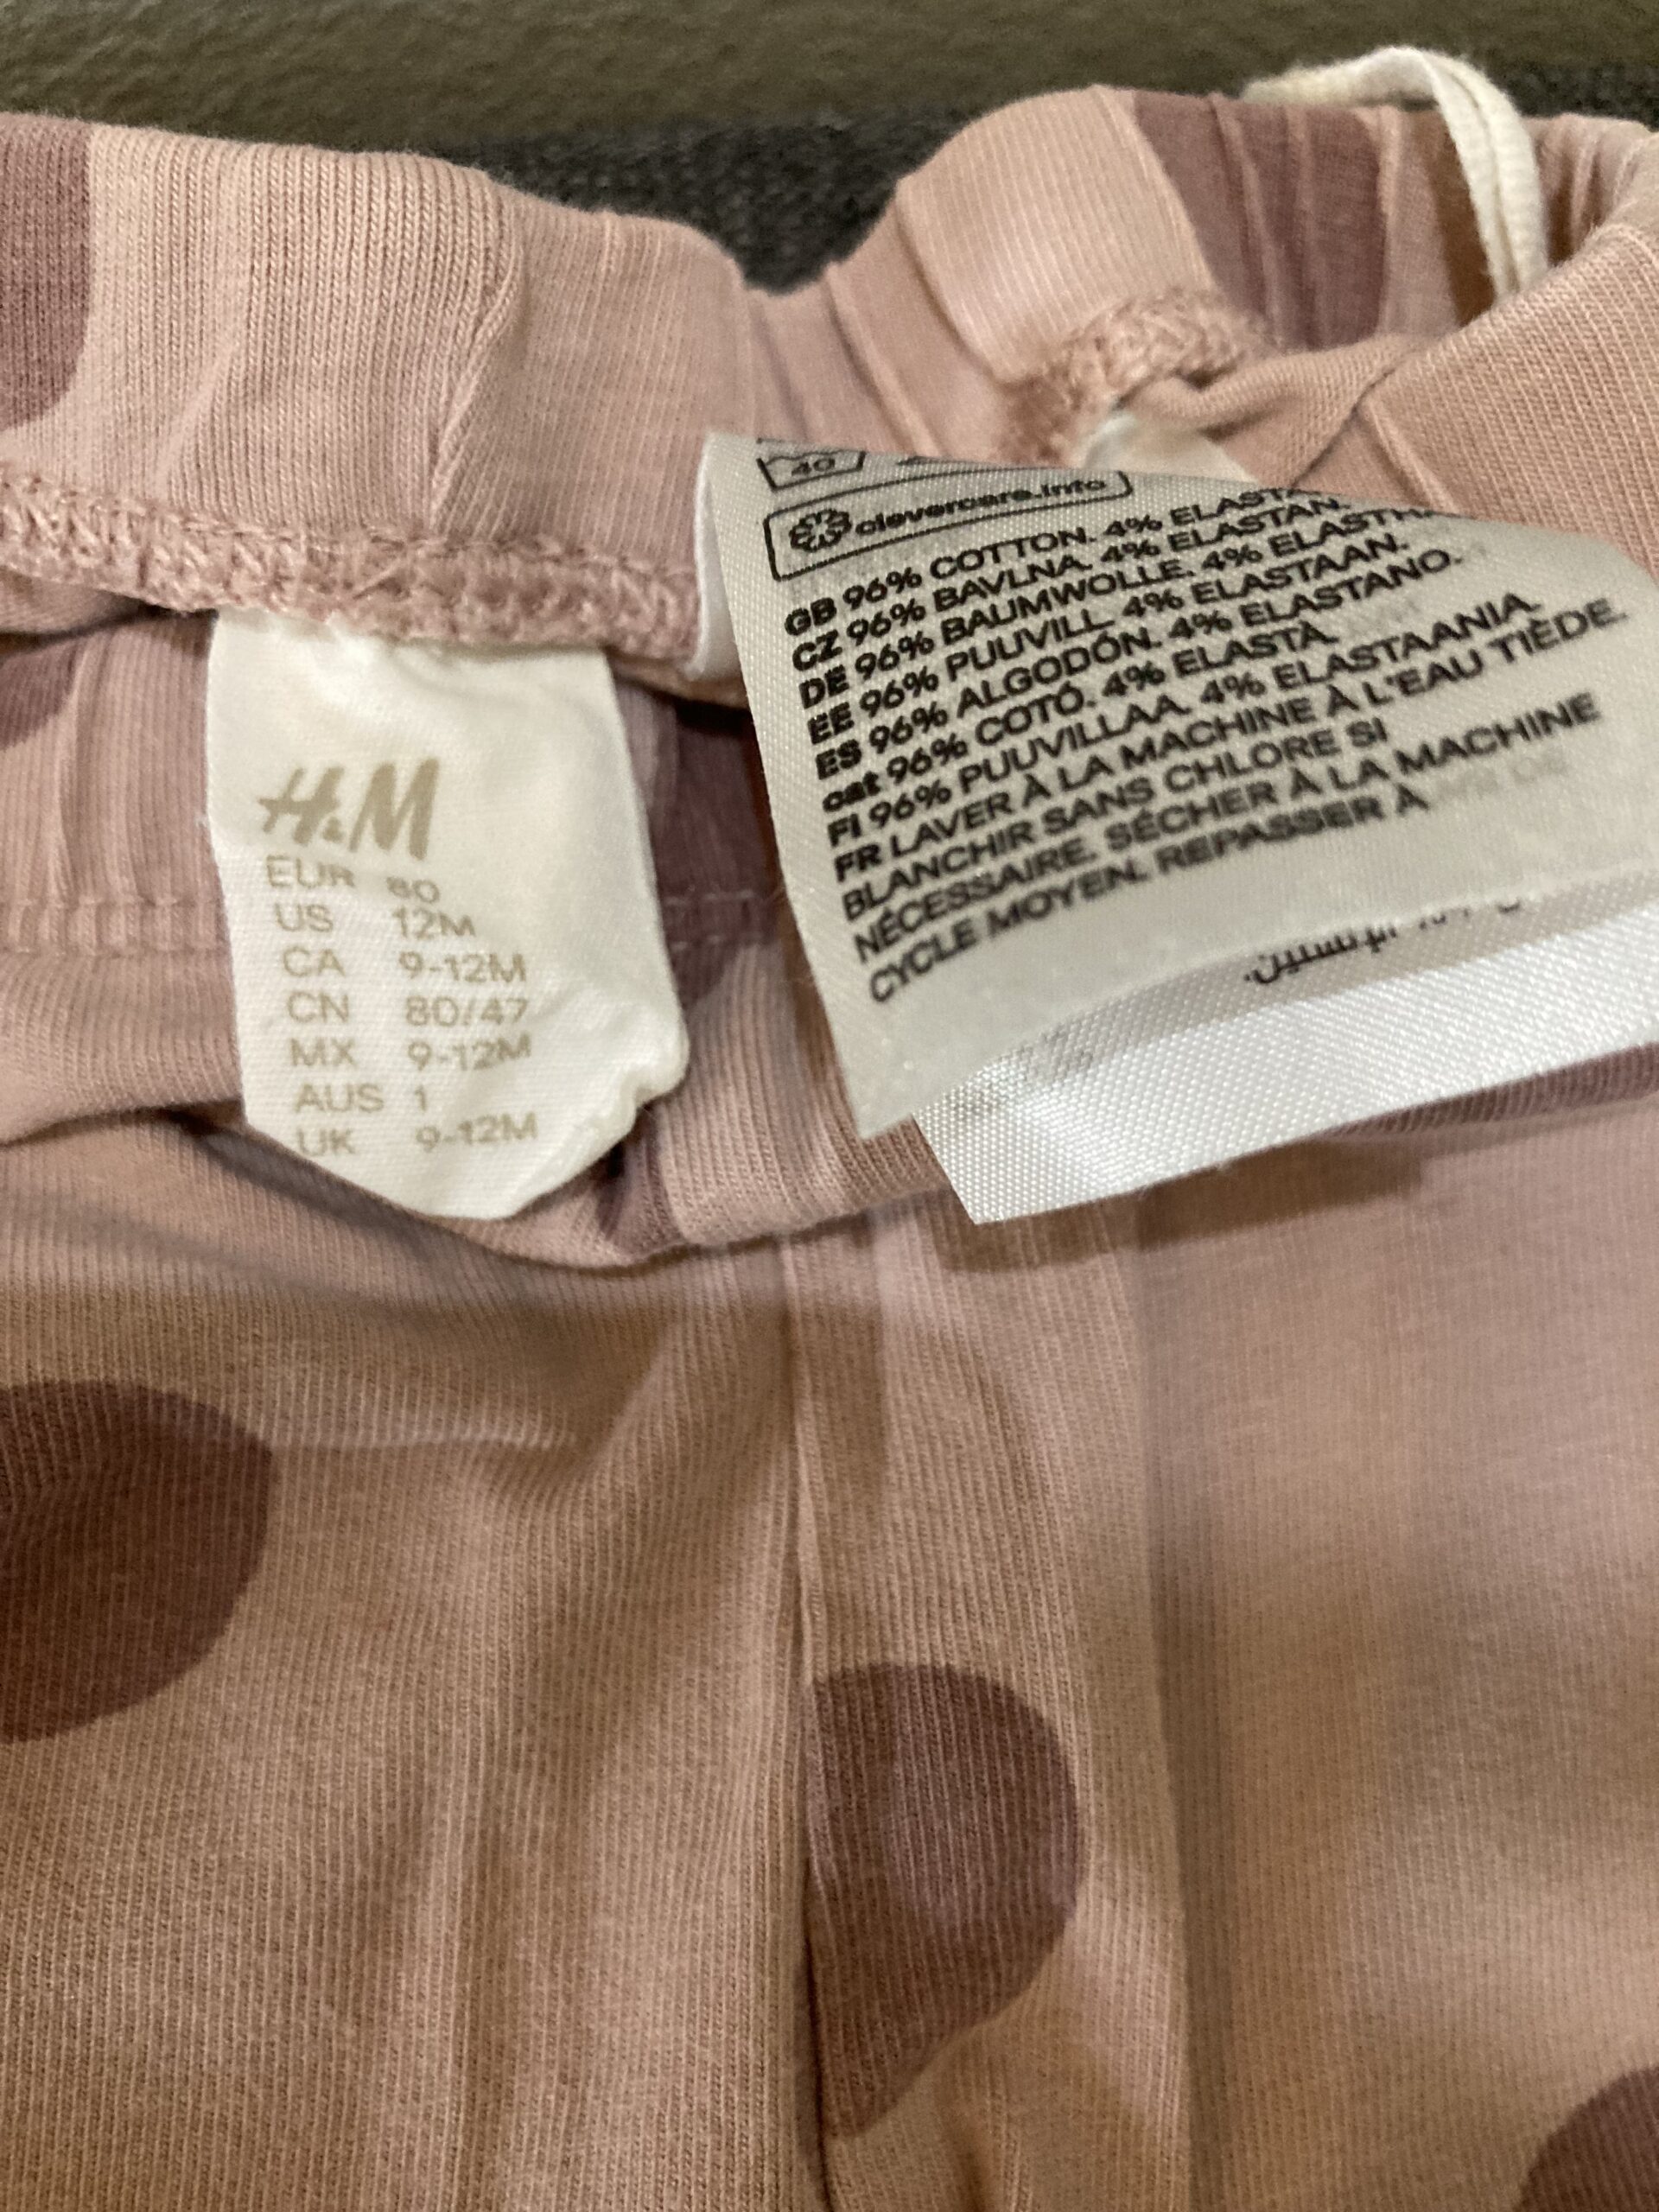 H&M
EUR 80
US 12M
CA 9-12M
CN 80/47
MX 9-12M
AUS 1
UK 9-12M
40
clevercare.info
GB 96% COTTON. 4%
CZ 96% BAVLNA. 4% ELASTAN.
DE 96% BAUMWOLLE. 4%
EE 96% PUUVILL. 4% ELASTAAN.
ES 96% ALGODÓN. 4% ELASTANO.
cat 96% COTÓ. 4% ELASTÀ.
FI 96% PUUVILLAA. 4% ELASTAANIA.
FR LAVER À LA MACHINE À L'EAU TIÈDE.
BLANCHIR SANS CHLORE SI
NÉCESSAIRE. SÉCHER À LA MACHINE
CYCLE MOYEN. REPASSER À